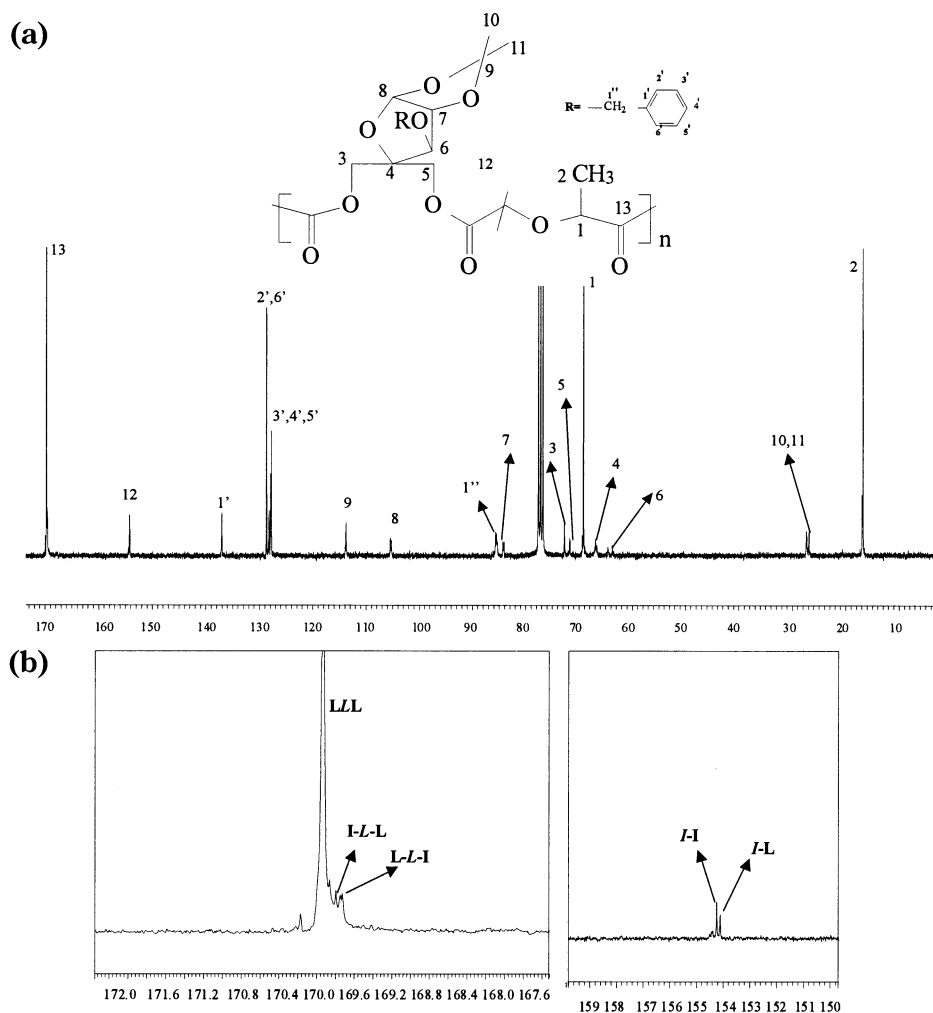 (a)
10
11
9
8 O
O
7
RO
O
6
3
4
5
12
2 CH3
13
O
O
O
1
n
O
O
O
R= CH2
1''
1'
2'
3'
4'
5'
6'
13
2',6'
3',4',5'
12
1'
9
8
1''
7
3
5
1
4
6
10,11
2
170 160 150 140 130 120 110 100 90 80 70 60 50 40 30 20 10
(b)
LLL
I-L-L
L-L-I
172.0 171.6 171.2 170.8 170.4 170.0 169.6 169.2 168.8 168.4 168.0 167.6
I-I
I-L
159 158 157 156 155 154 153 152 151 150